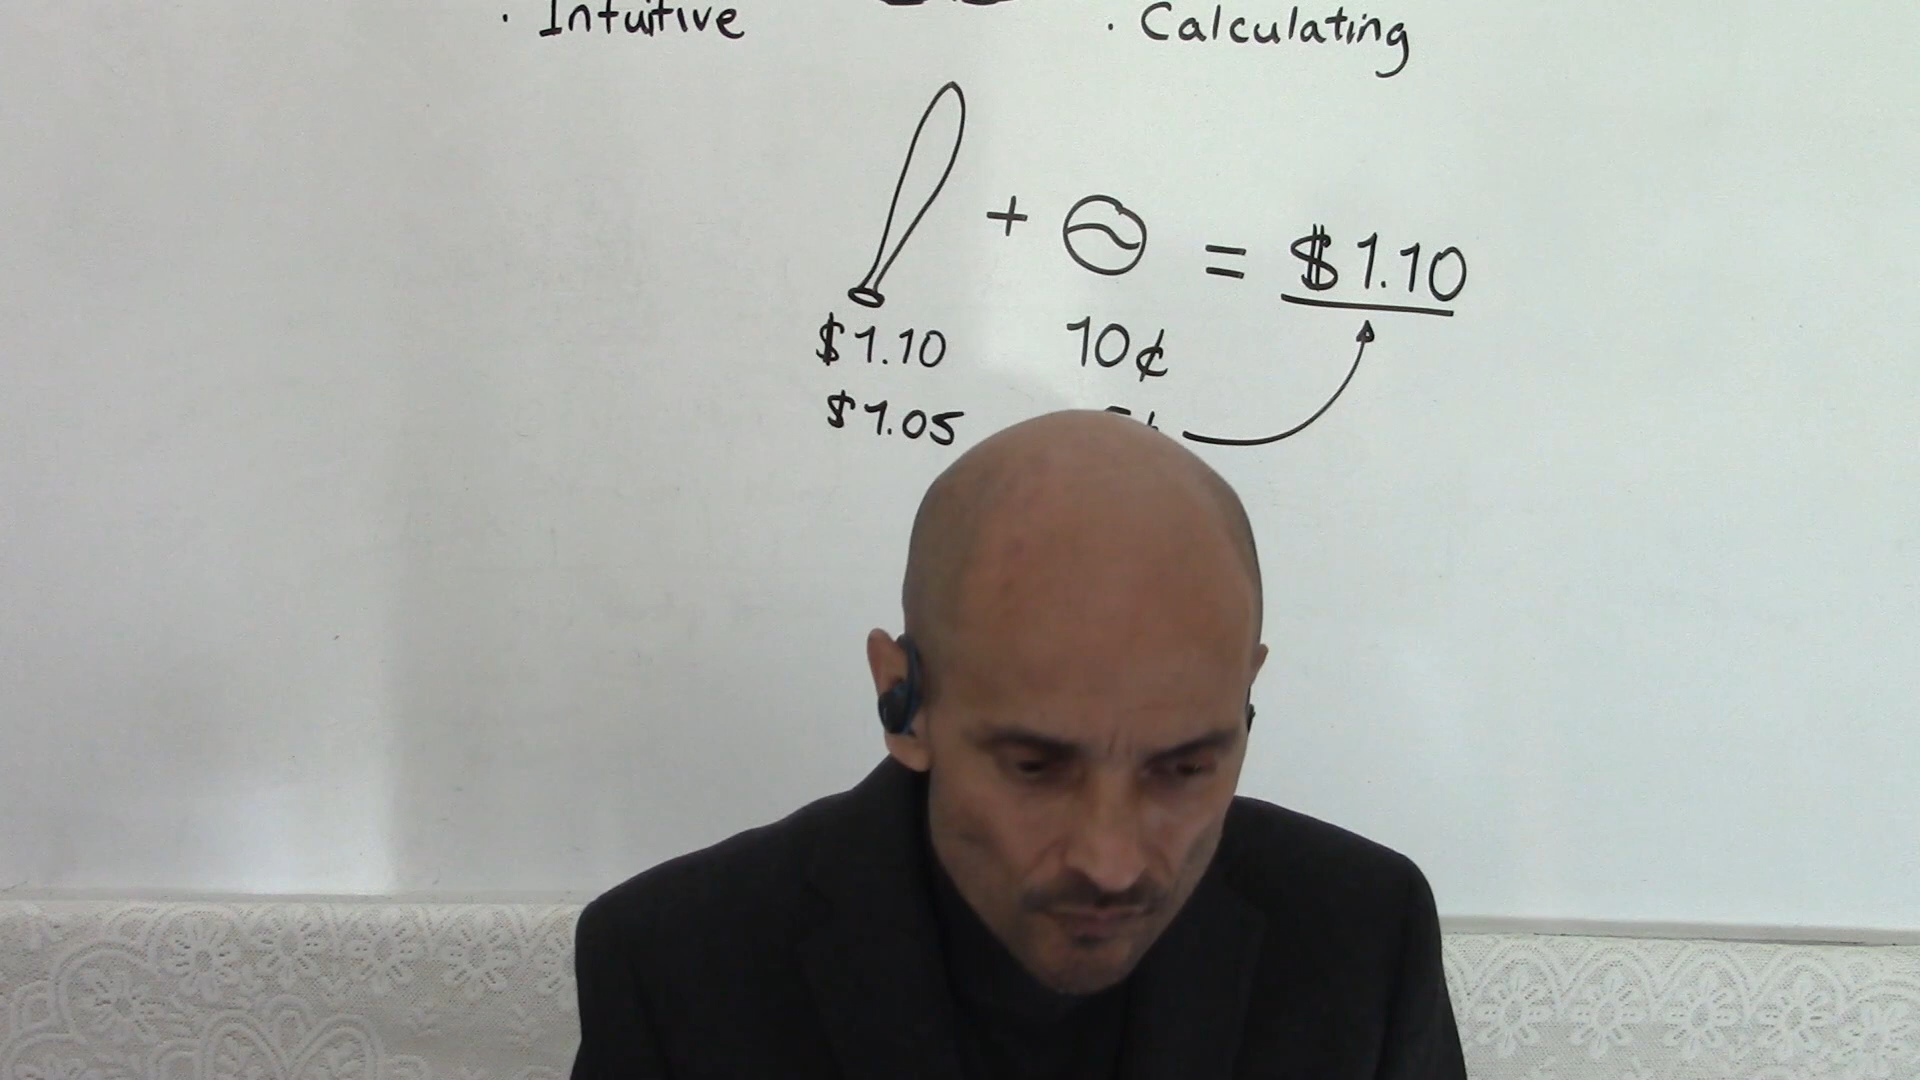 · Intuitive
· Calculating
+ = $1.10
$1.10 10¢
$1.05